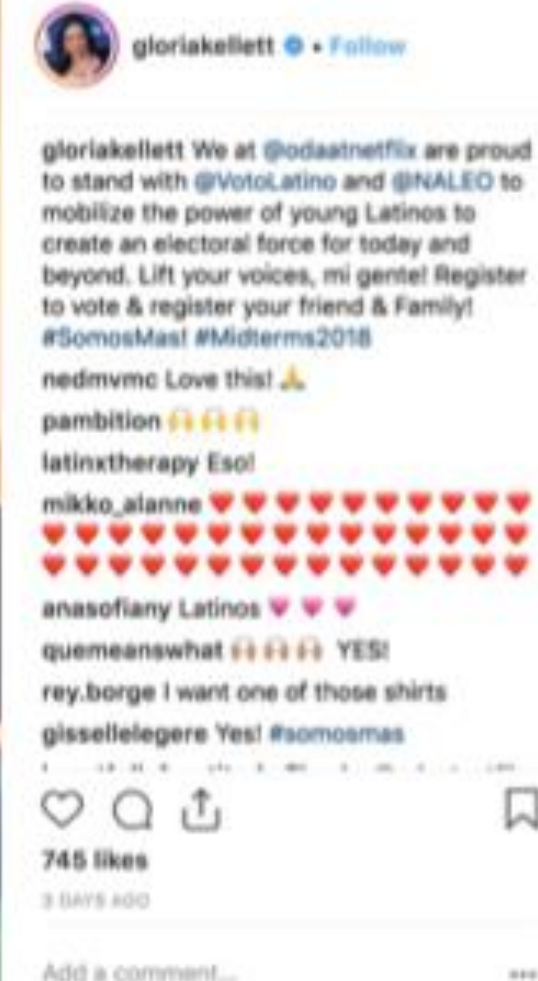 gloriakellett • Follow
gloriakellett We at @odaatnetflix are proud
to stand with @VotoLatino and @NALEO to
mobilize the power of young Latinos to
create an electoral force for today and
beyond. Lift your voices, mi gente! Register
to vote & register your friend & Family!
#SomosMas! #Midterms2018
nedmvmc Love this! 🙏
pambition 🙌🙌🙌
latinxtherapy Eso!
mikko_alanne ❤️❤️❤️❤️❤️❤️❤️❤️❤️❤️
❤️❤️❤️❤️❤️❤️❤️❤️❤️❤️❤️❤️❤️❤️❤️
❤️❤️❤️❤️❤️❤️❤️❤️❤️❤️❤️❤️❤️❤️❤️
anasofiany Latinos 💗💗💗
quemeanswhat 🙌🏽🙌🏽🙌🏽 YES!
rey.borge I want one of those shirts
gissellelegere Yes! #somosmas
745 likes
3 DAYS AGO
Add a comment...